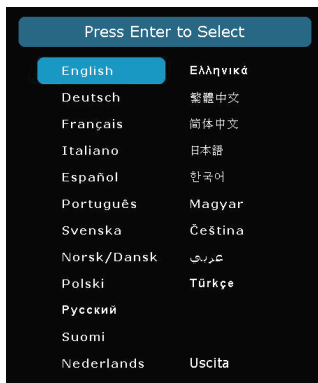 Press Enter to Select
English
Deutsch
Français
Italiano
Español
Português
Svenska
Norsk/Dansk
Polski
Русский
Suomi
Nederlands
Ελληνικά
繁體中文
简体中文
日本語
한국어
Magyar
Čeština
عربي
Türkçe
Uscita